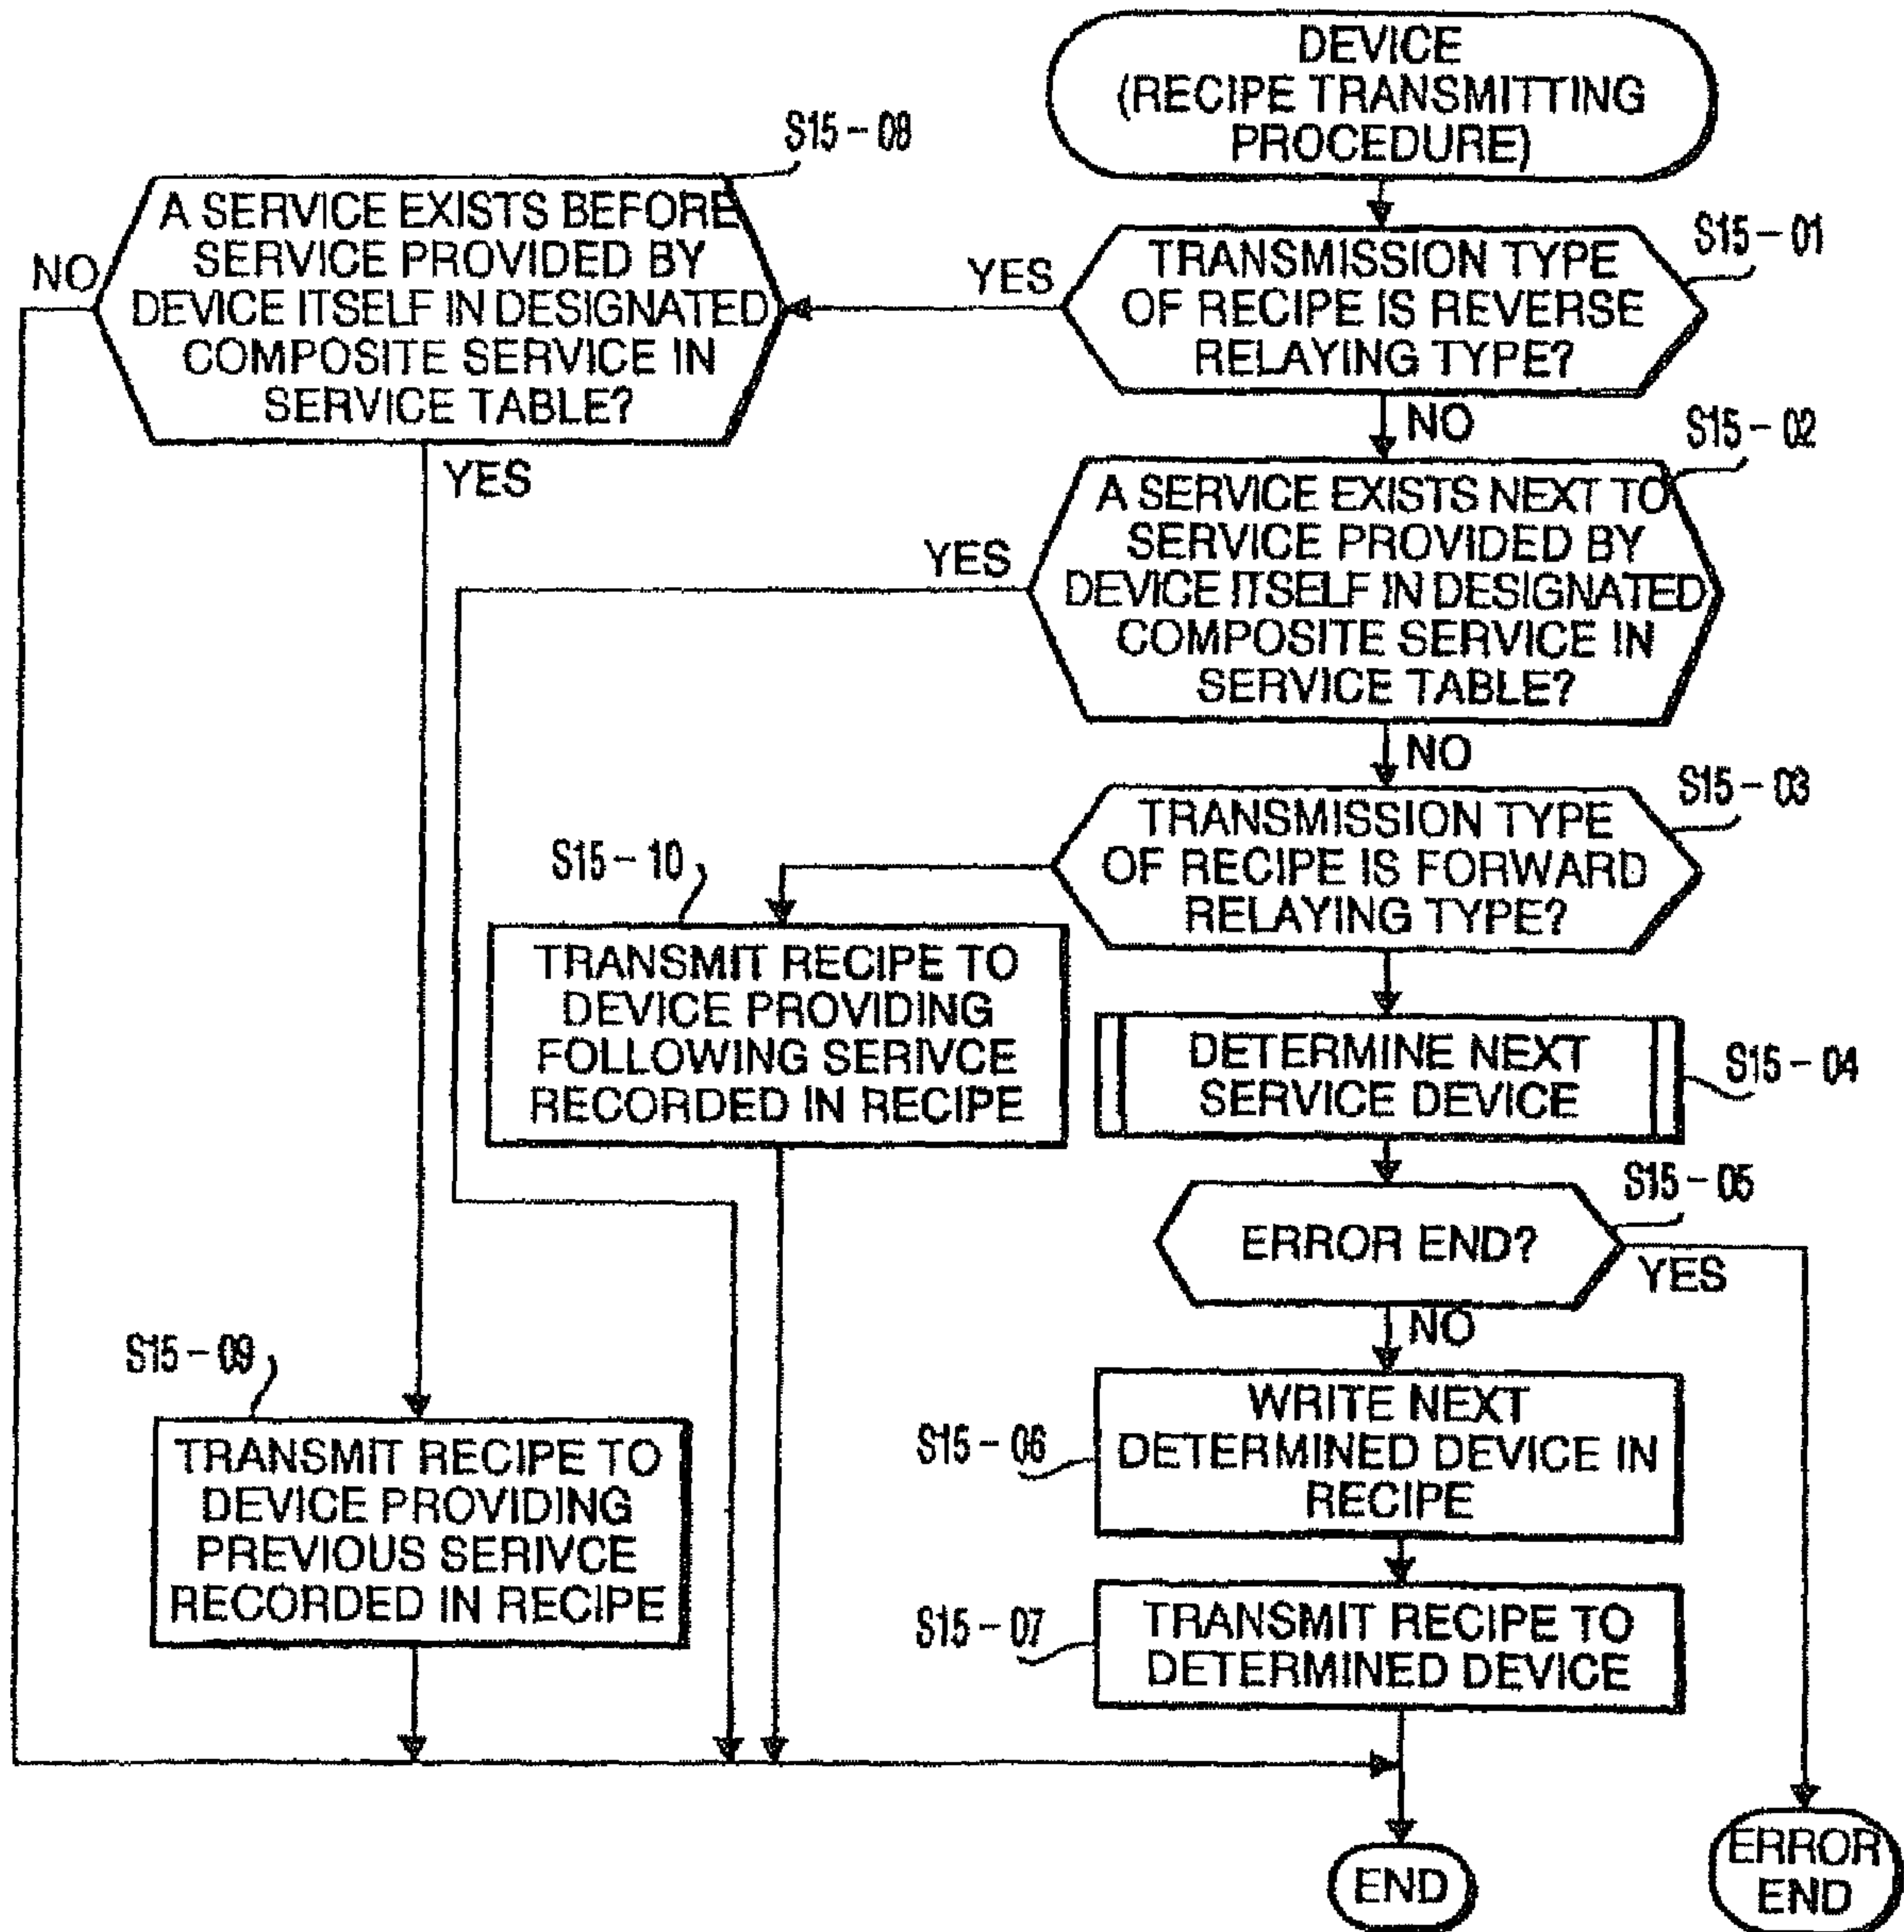 DEVICE
(RECIPE TRANSMITTING
PROCEDURE)
S15-01
TRANSMISSION TYPE
OF RECIPE IS REVERSE
RELAYING TYPE?
YES
NO
S15-08
A SERVICE EXISTS BEFORE
SERVICE PROVIDED BY
DEVICE ITSELF IN DESIGNATED
COMPOSITE SERVICE IN
SERVICE TABLE?
NO
YES
S15-02
A SERVICE EXISTS NEXT TO
SERVICE PROVIDED BY
DEVICE ITSELF IN DESIGNATED
COMPOSITE SERVICE IN
SERVICE TABLE?
YES
NO
S15-03
TRANSMISSION TYPE
OF RECIPE IS FORWARD
RELAYING TYPE?
S15-10
TRANSMIT RECIPE TO
DEVICE PROVIDING
FOLLOWING SERIVCE
RECORDED IN RECIPE
DETERMINE NEXT
SERVICE DEVICE
S15-04
S15-05
ERROR END?
YES
NO
S15-09
TRANSMIT RECIPE TO
DEVICE PROVIDING
PREVIOUS SERIVCE
RECORDED IN RECIPE
S15-06
WRITE NEXT
DETERMINED DEVICE IN
RECIPE
S15-07
TRANSMIT RECIPE TO
DETERMINED DEVICE
END
ERROR
END